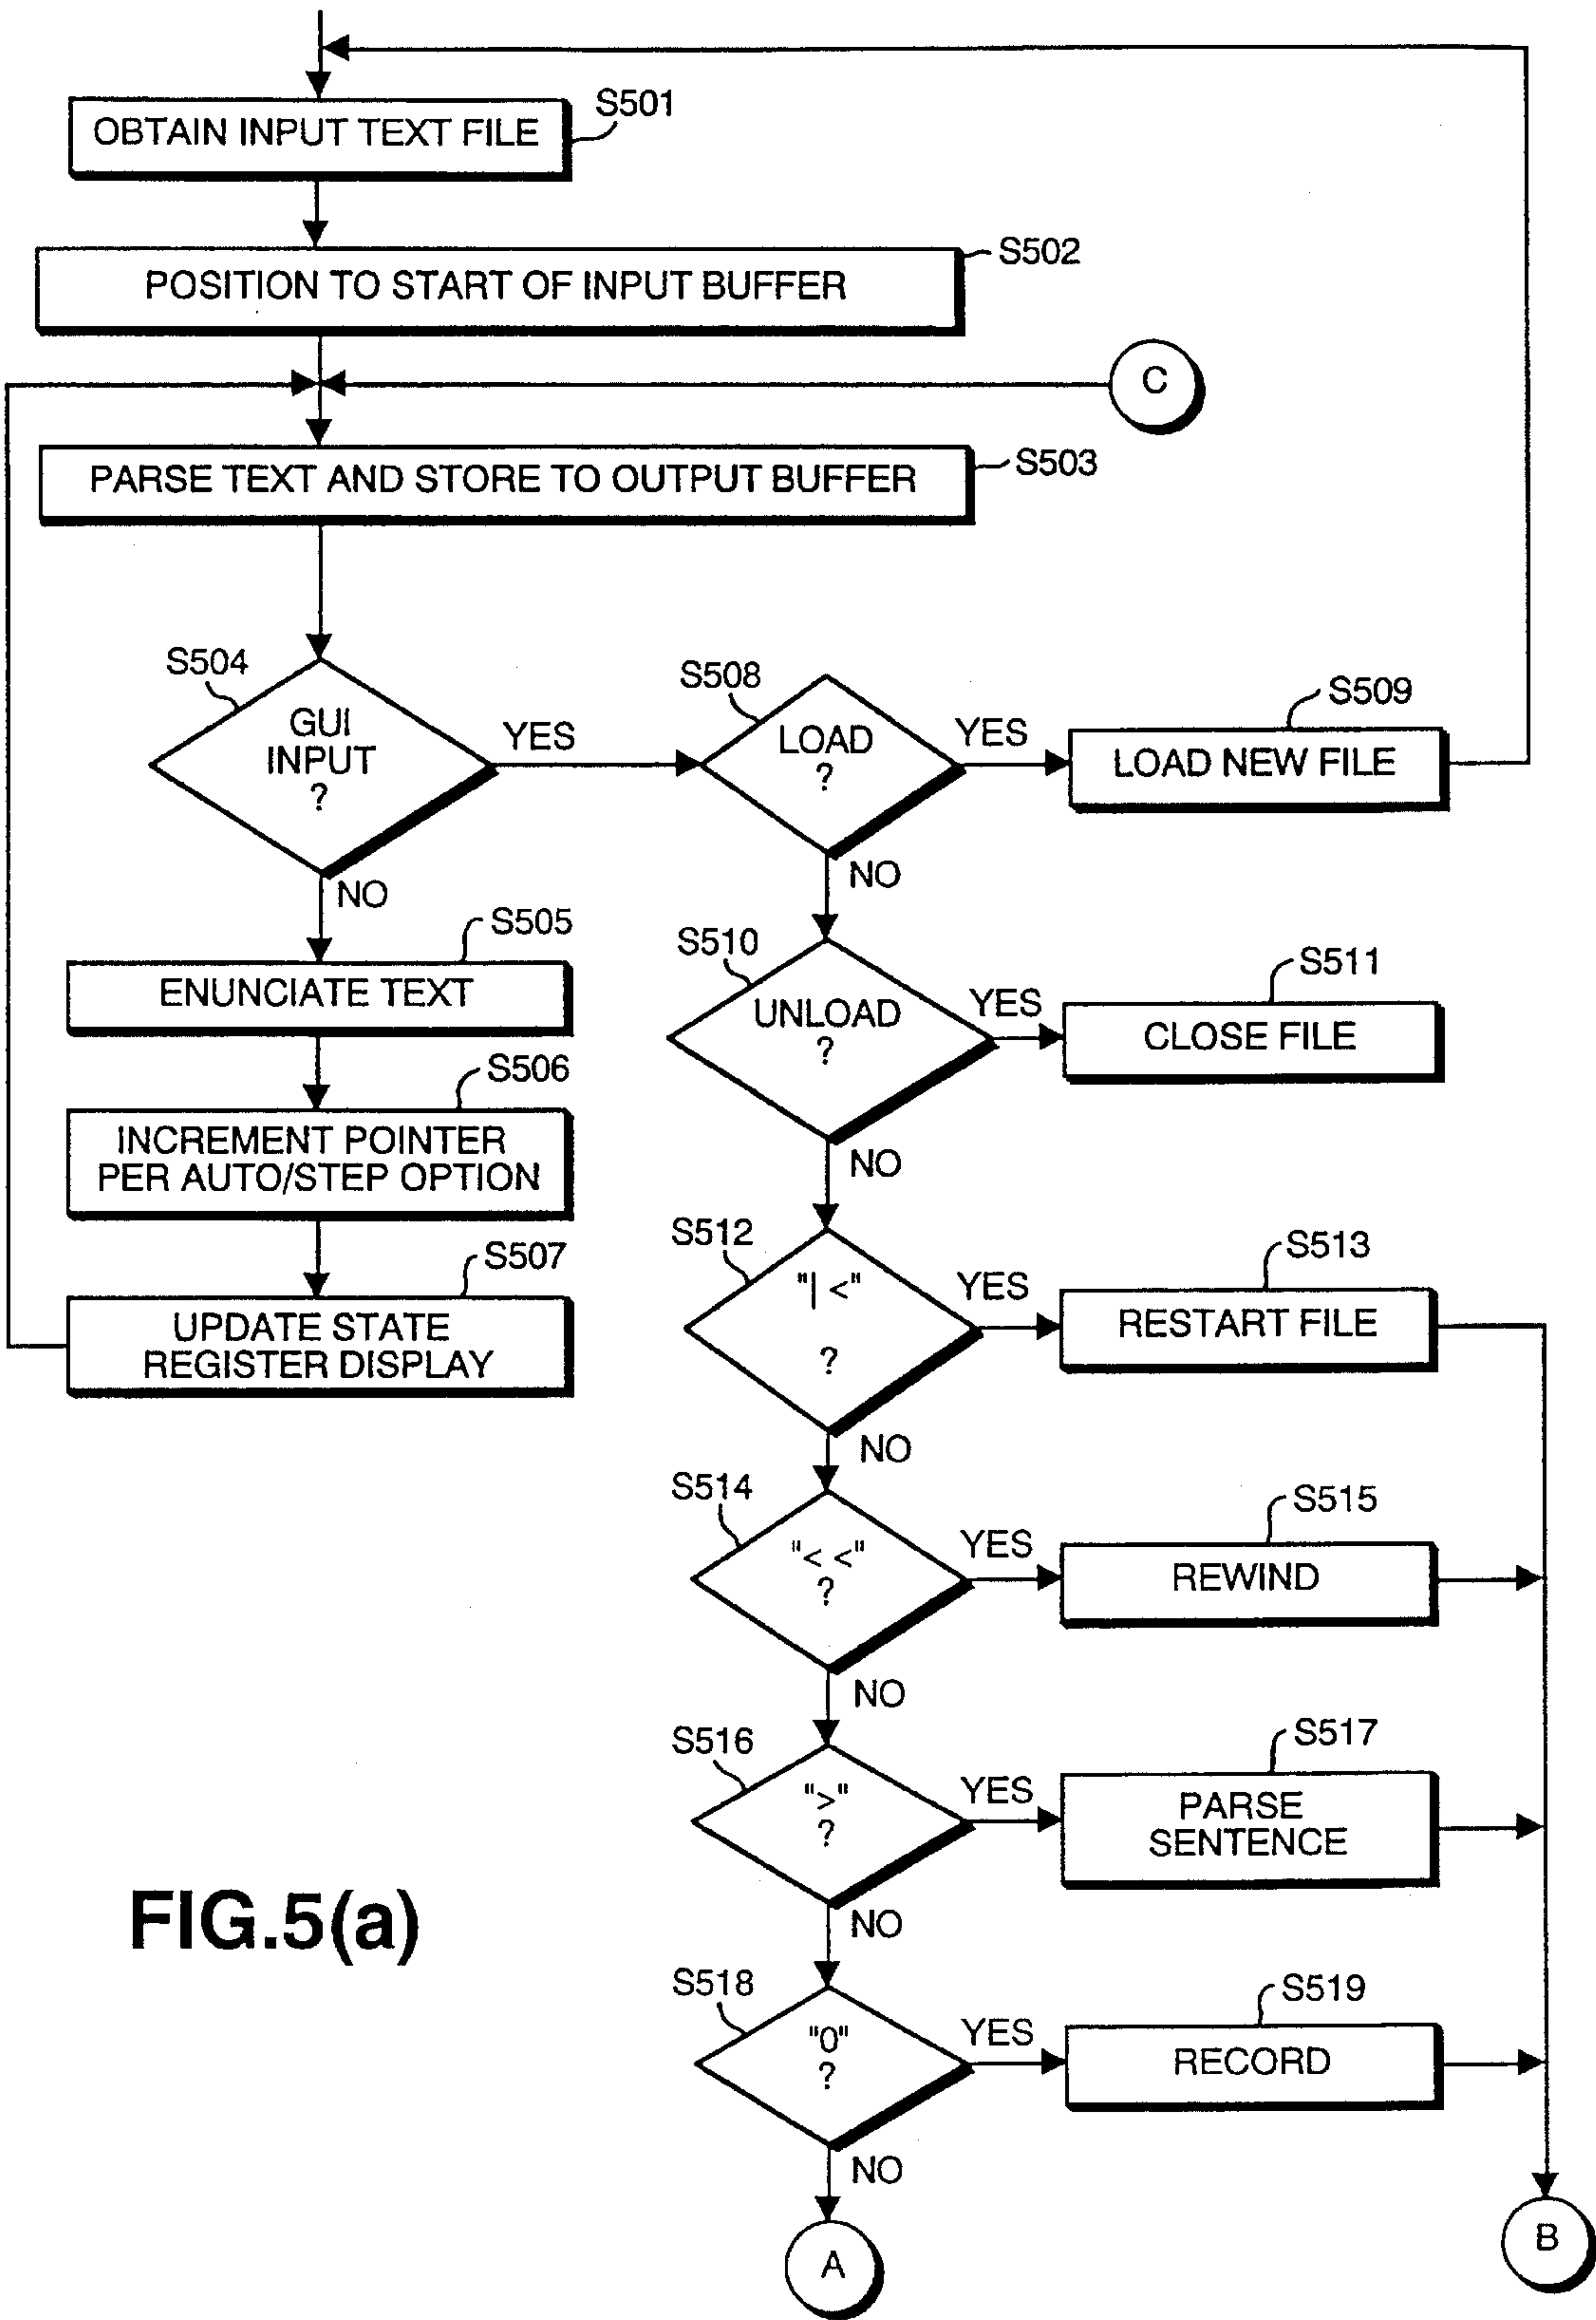 S501
OBTAIN INPUT TEXT FILE
S502
POSITION TO START OF INPUT BUFFER
C
S503
PARSE TEXT AND STORE TO OUTPUT BUFFER
S504
GUI
INPUT
?
YES
NO
S508
LOAD
?
YES
NO
S509
LOAD NEW FILE
S505
ENUNCIATE TEXT
S506
INCREMENT POINTER
PER AUTO/STEP OPTION
S507
UPDATE STATE
REGISTER DISPLAY
S510
UNLOAD
?
YES
NO
S511
CLOSE FILE
S512
"| <"
?
YES
NO
S513
RESTART FILE
S514
"< <"
?
YES
NO
S515
REWIND
S516
">"
?
YES
NO
S517
PARSE
SENTENCE
S518
"0"
?
YES
NO
S519
RECORD
A
B
FIG.5(a)